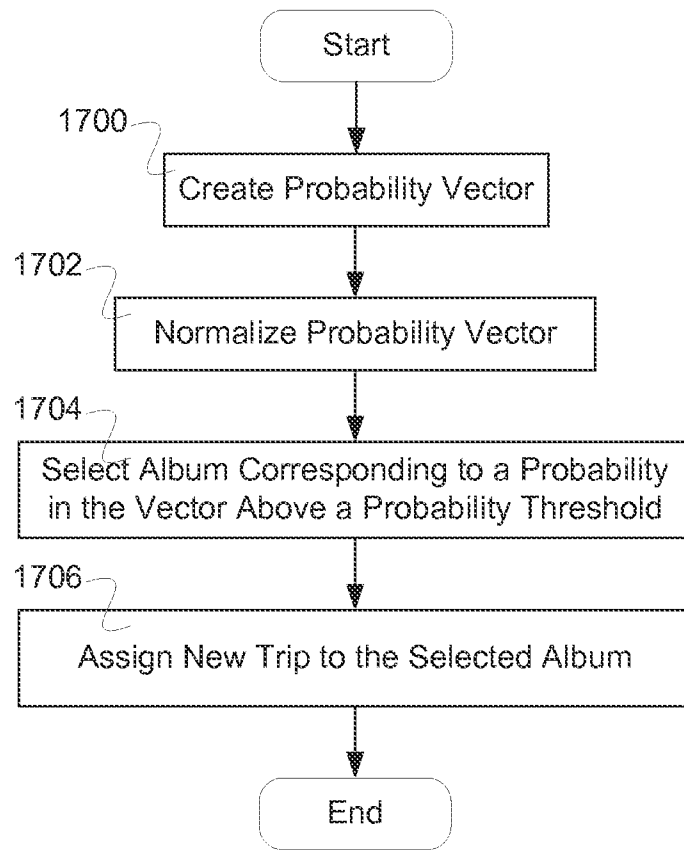 Start
1700
Create Probability Vector
1702
Normalize Probability Vector
1704
Select Album Corresponding to a Probability
in the Vector Above a Probability Threshold
1706
Assign New Trip to the Selected Album
End